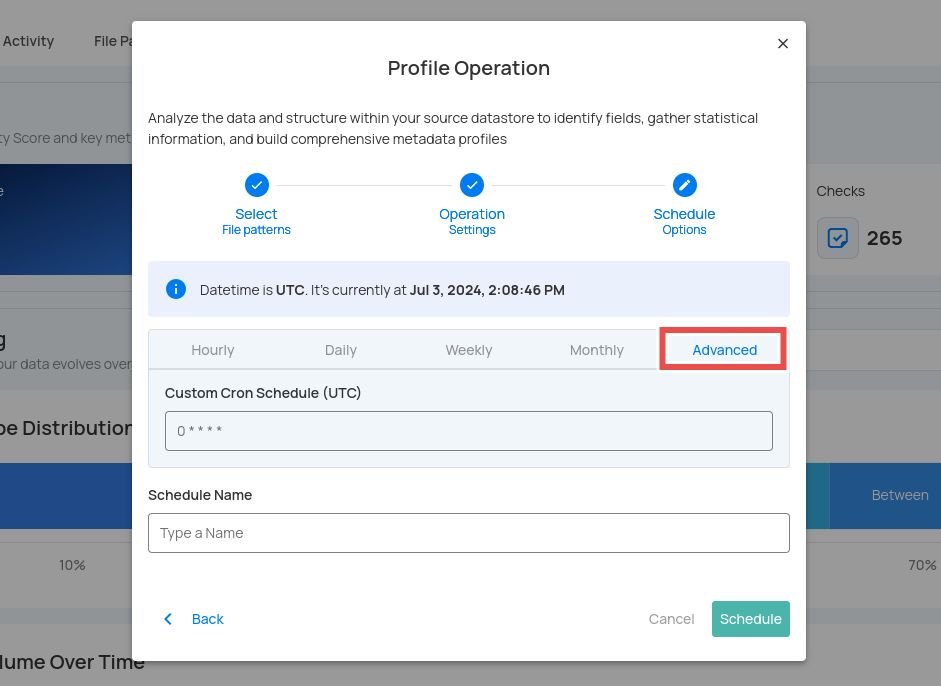 Activity
File Pa
Profile Operation
Analyze the data and structure within your source datastore to identify fields, gather statistical
information, and build comprehensive metadata profiles
ty Score and key met
e
Checks
265
Select
File patterns
Operation
Settings
Schedule
Options
Datetime is UTC. It's currently at Jul 3, 2024, 2:08:46 PM
g
our data evolves over
Hourly
Daily
Weekly
Monthly
Advanced
Custom Cron Schedule (UTC)
0 * * * *
pe Distribution
Schedule Name
Between
Type a Name
10%
70%
Back
Cancel
Schedule
lume Over Time